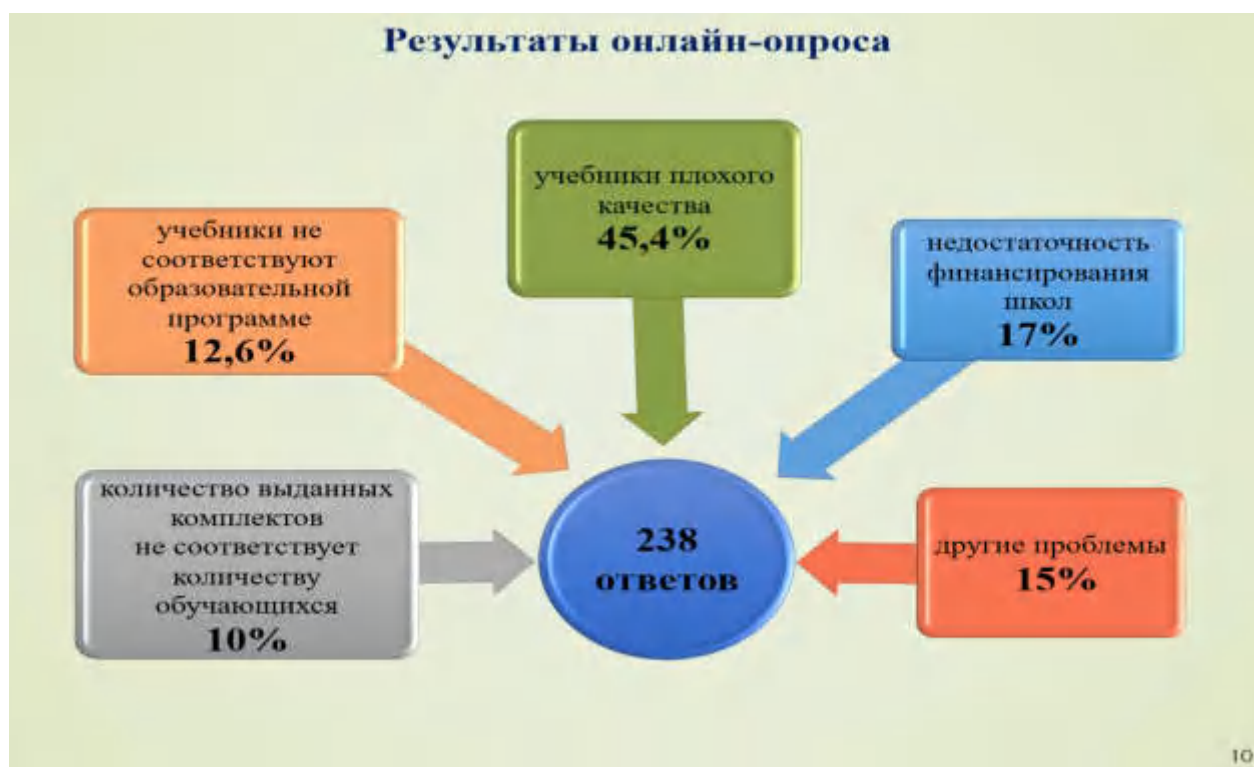 Результаты онлайн-опроса
учебники плохого
качества
45,4%
учебники не
соответствуют
образовательной
программе
12,6%
недостаточность
финансирования
школ
17%
количество выданных
комплектов
не соответствует
количеству
обучающихся
10%
238
ответов
другие проблемы
15%
10